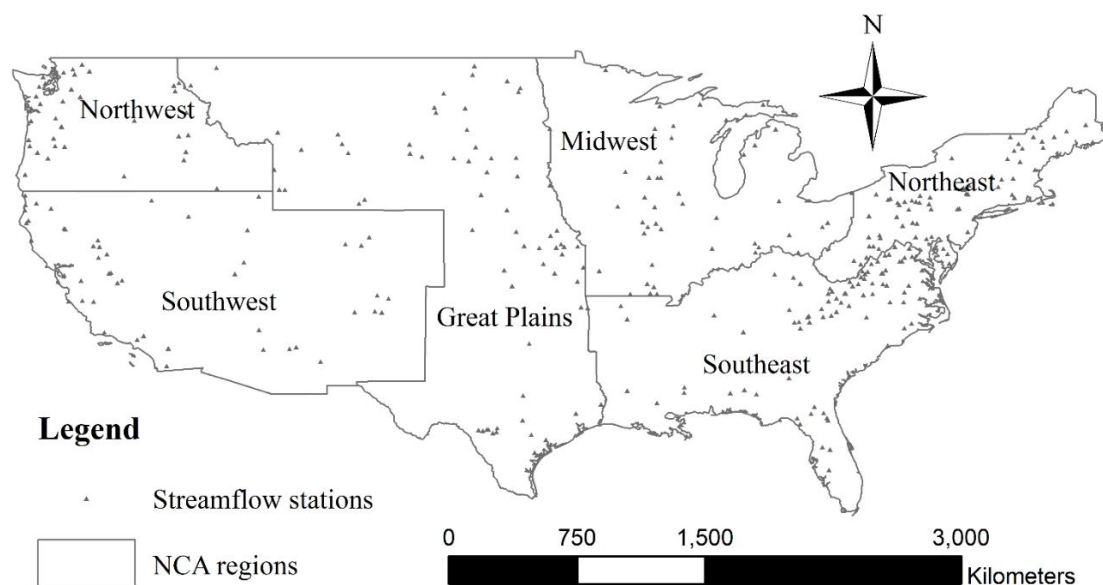 N
Northwest
Midwest
Northeast
Southwest
Great Plains
Southeast
Legend
Streamflow stations
NCA regions
0 750 1,500 3,000
Kilometers